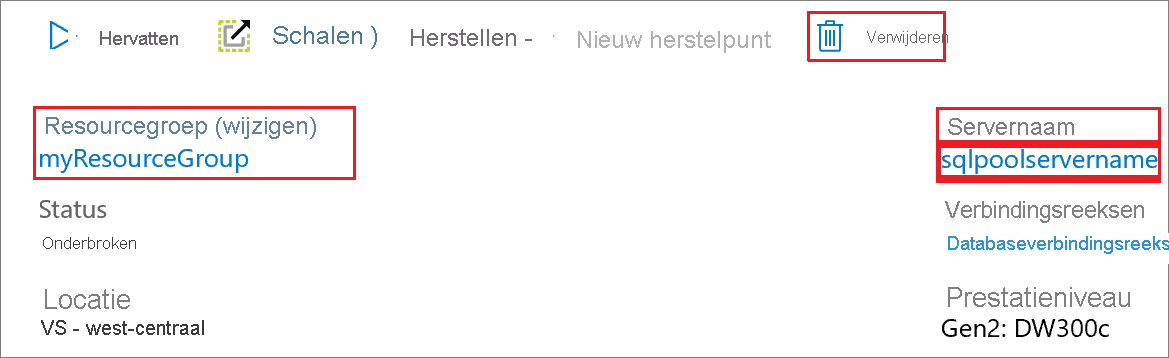 Hervatten
Schalen )
Herstellen -
Nieuw herstelpunt
Verwijderen
Resourcegroep (wijzigen)
myResourceGroup
Servernaam
sqlpoolservername
Status
Onderbroken
Verbindingsreeksen
Databaseverbindingsreeks
Locatie
VS - west-centraal
Prestatieniveau
Gen2: DW300c